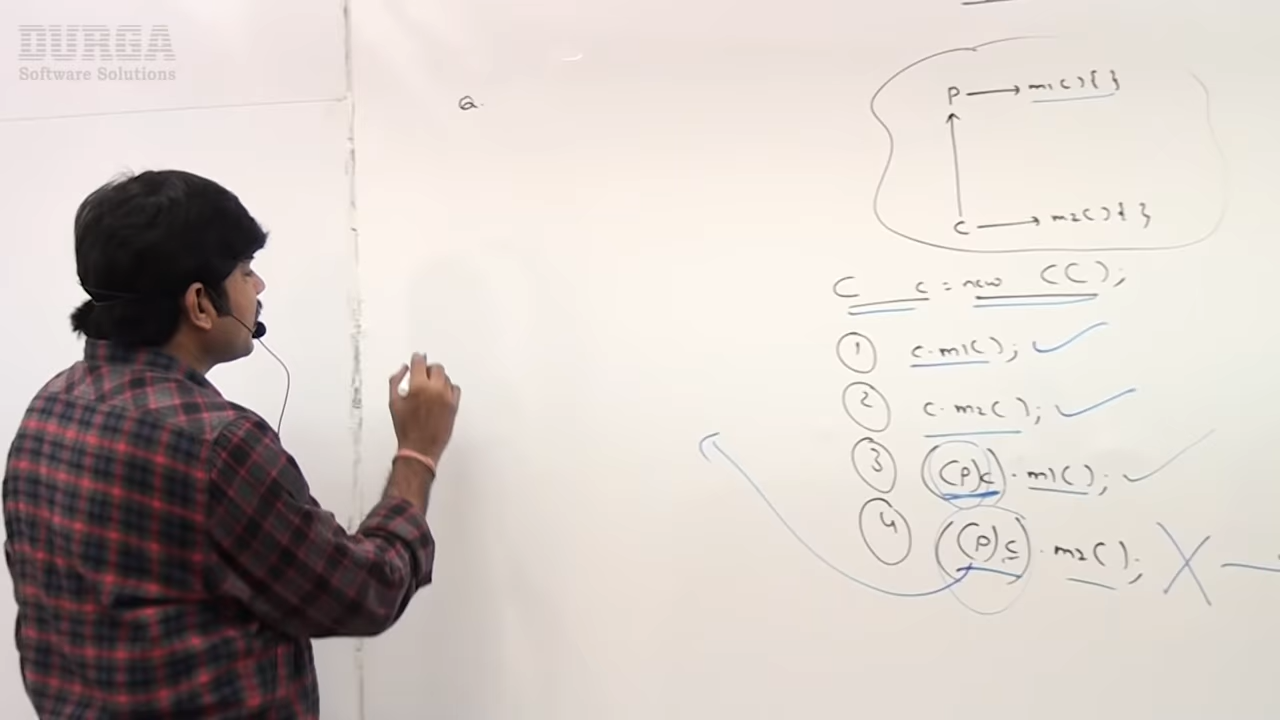 DURGA
Software Solutions
Q.
P → m1(){}
C → m2(){}
C c = new C();
1 c.m1();
2 c.m2();
3 ((P)c).m1();
4 ((P)c).m2(); X